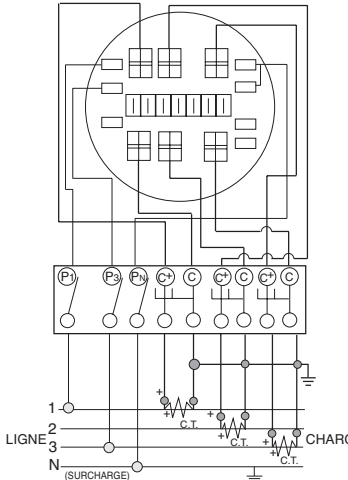 P1 P3 PN C+ C C+ C C+ C
1
+ C.T.
LIGNE 2
+ C.T.
3
+ C.T. CHARG
N
(SURCHARGE)